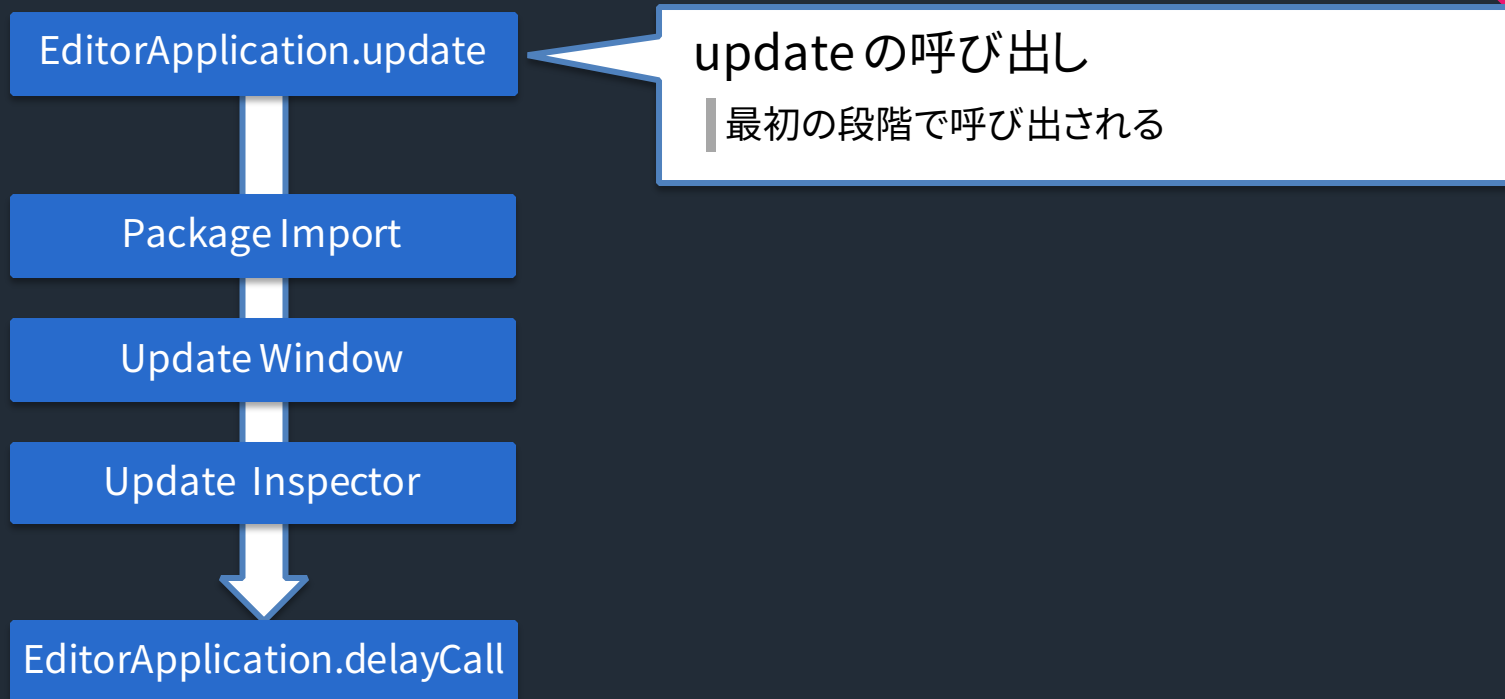 EditorApplication.update
update の呼び出し
最初の段階で呼び出される
Package Import
Update Window
Update Inspector
EditorApplication.delayCall